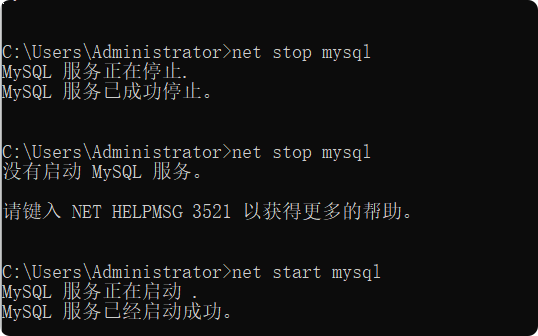 C:\Users\Administrator>net stop mysql
MySQL 服务正在停止.
MySQL 服务已成功停止。
C:\Users\Administrator>net stop mysql
没有启动 MySQL 服务。
请键入 NET HELPMSG 3521 以获得更多的帮助。
C:\Users\Administrator>net start mysql
MySQL 服务正在启动 .
MySQL 服务已经启动成功。